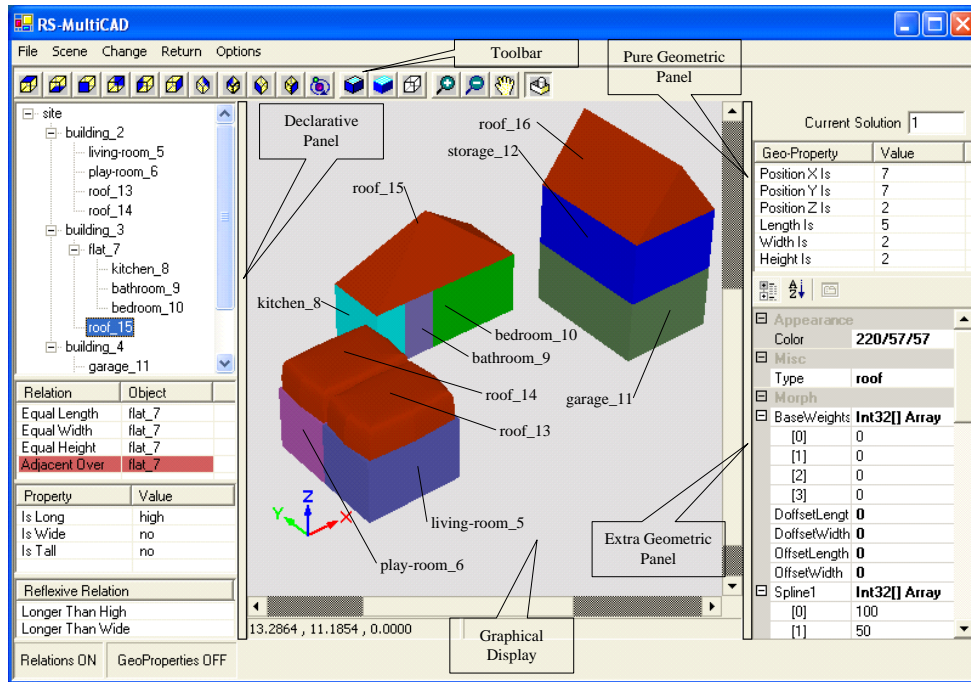 RS-MultiCAD
File Scene Change Return Options
Toolbar
Pure Geometric
Panel
site
building_2
living-room_5
play-room_6
roof_13
roof_14
building_3
flat_7
kitchen_8
bathroom_9
bedroom_10
roof_15
building_4
garage_11
Relation Object
Equal Length flat_7
Equal Width flat_7
Equal Height flat_7
Adjacent Over flat_7
Property Value
Is Long high
Is Wide no
Is Tall no
Reflexive Relation
Longer Than High
Longer Than Wide
Relations ON GeoProperties OFF
Declarative
Panel
roof_16
storage_12
roof_15
kitchen_8
bedroom_10
bathroom_9
roof_14
garage_11
roof_13
living-room_5
play-room_6
Z
Y
X
13.2864 , 11.1854 , 0.0000
Graphical
Display
Extra Geometric
Panel
Current Solution 1
Geo-Property Value
Position X Is 7
Position Y Is 7
Position Z Is 2
Length Is 5
Width Is 2
Height Is 2
Appearance
Color 220/57/57
Misc
Type roof
Morph
BaseWeights Int32[] Array
[0] 0
[1] 0
[2] 0
[3] 0
DoffsetLengt 0
DoffsetWidth 0
OffsetLength 0
OffsetWidth 0
Spline1 Int32[] Array
[0] 100
[1] 50